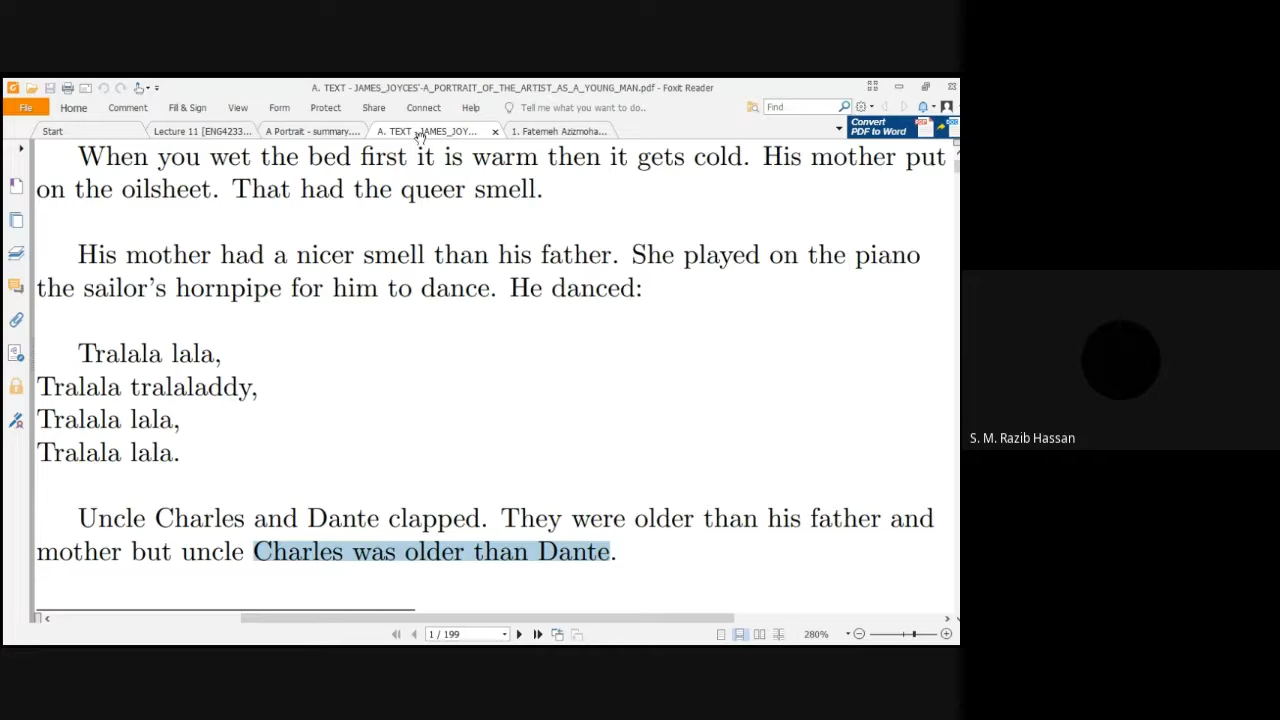 A. TEXT - JAMES_JOYCES'-A_PORTRAIT_OF_THE_ARTIST_AS_A_YOUNG_MAN.pdf - Foxit Reader
File Home Comment Fill & Sign View Form Protect Share Connect Help Tell me what you want to do.. Find
Start Lecture 11 [ENG4233... A Portrait - summary.... A. TEXT - JAMES_JOY... 1. Fatemeh Azizmoha...
Convert
PDF to Word
When you wet the bed first it is warm then it gets cold. His mother put
on the oilsheet. That had the queer smell.
His mother had a nicer smell than his father. She played on the piano
the sailor's hornpipe for him to dance. He danced:
Tralala lala,
Tralala tralaladdy,
Tralala lala,
Tralala lala.
Uncle Charles and Dante clapped. They were older than his father and
mother but uncle Charles was older than Dante.
S. M. Razib Hassan
1 / 199
280%